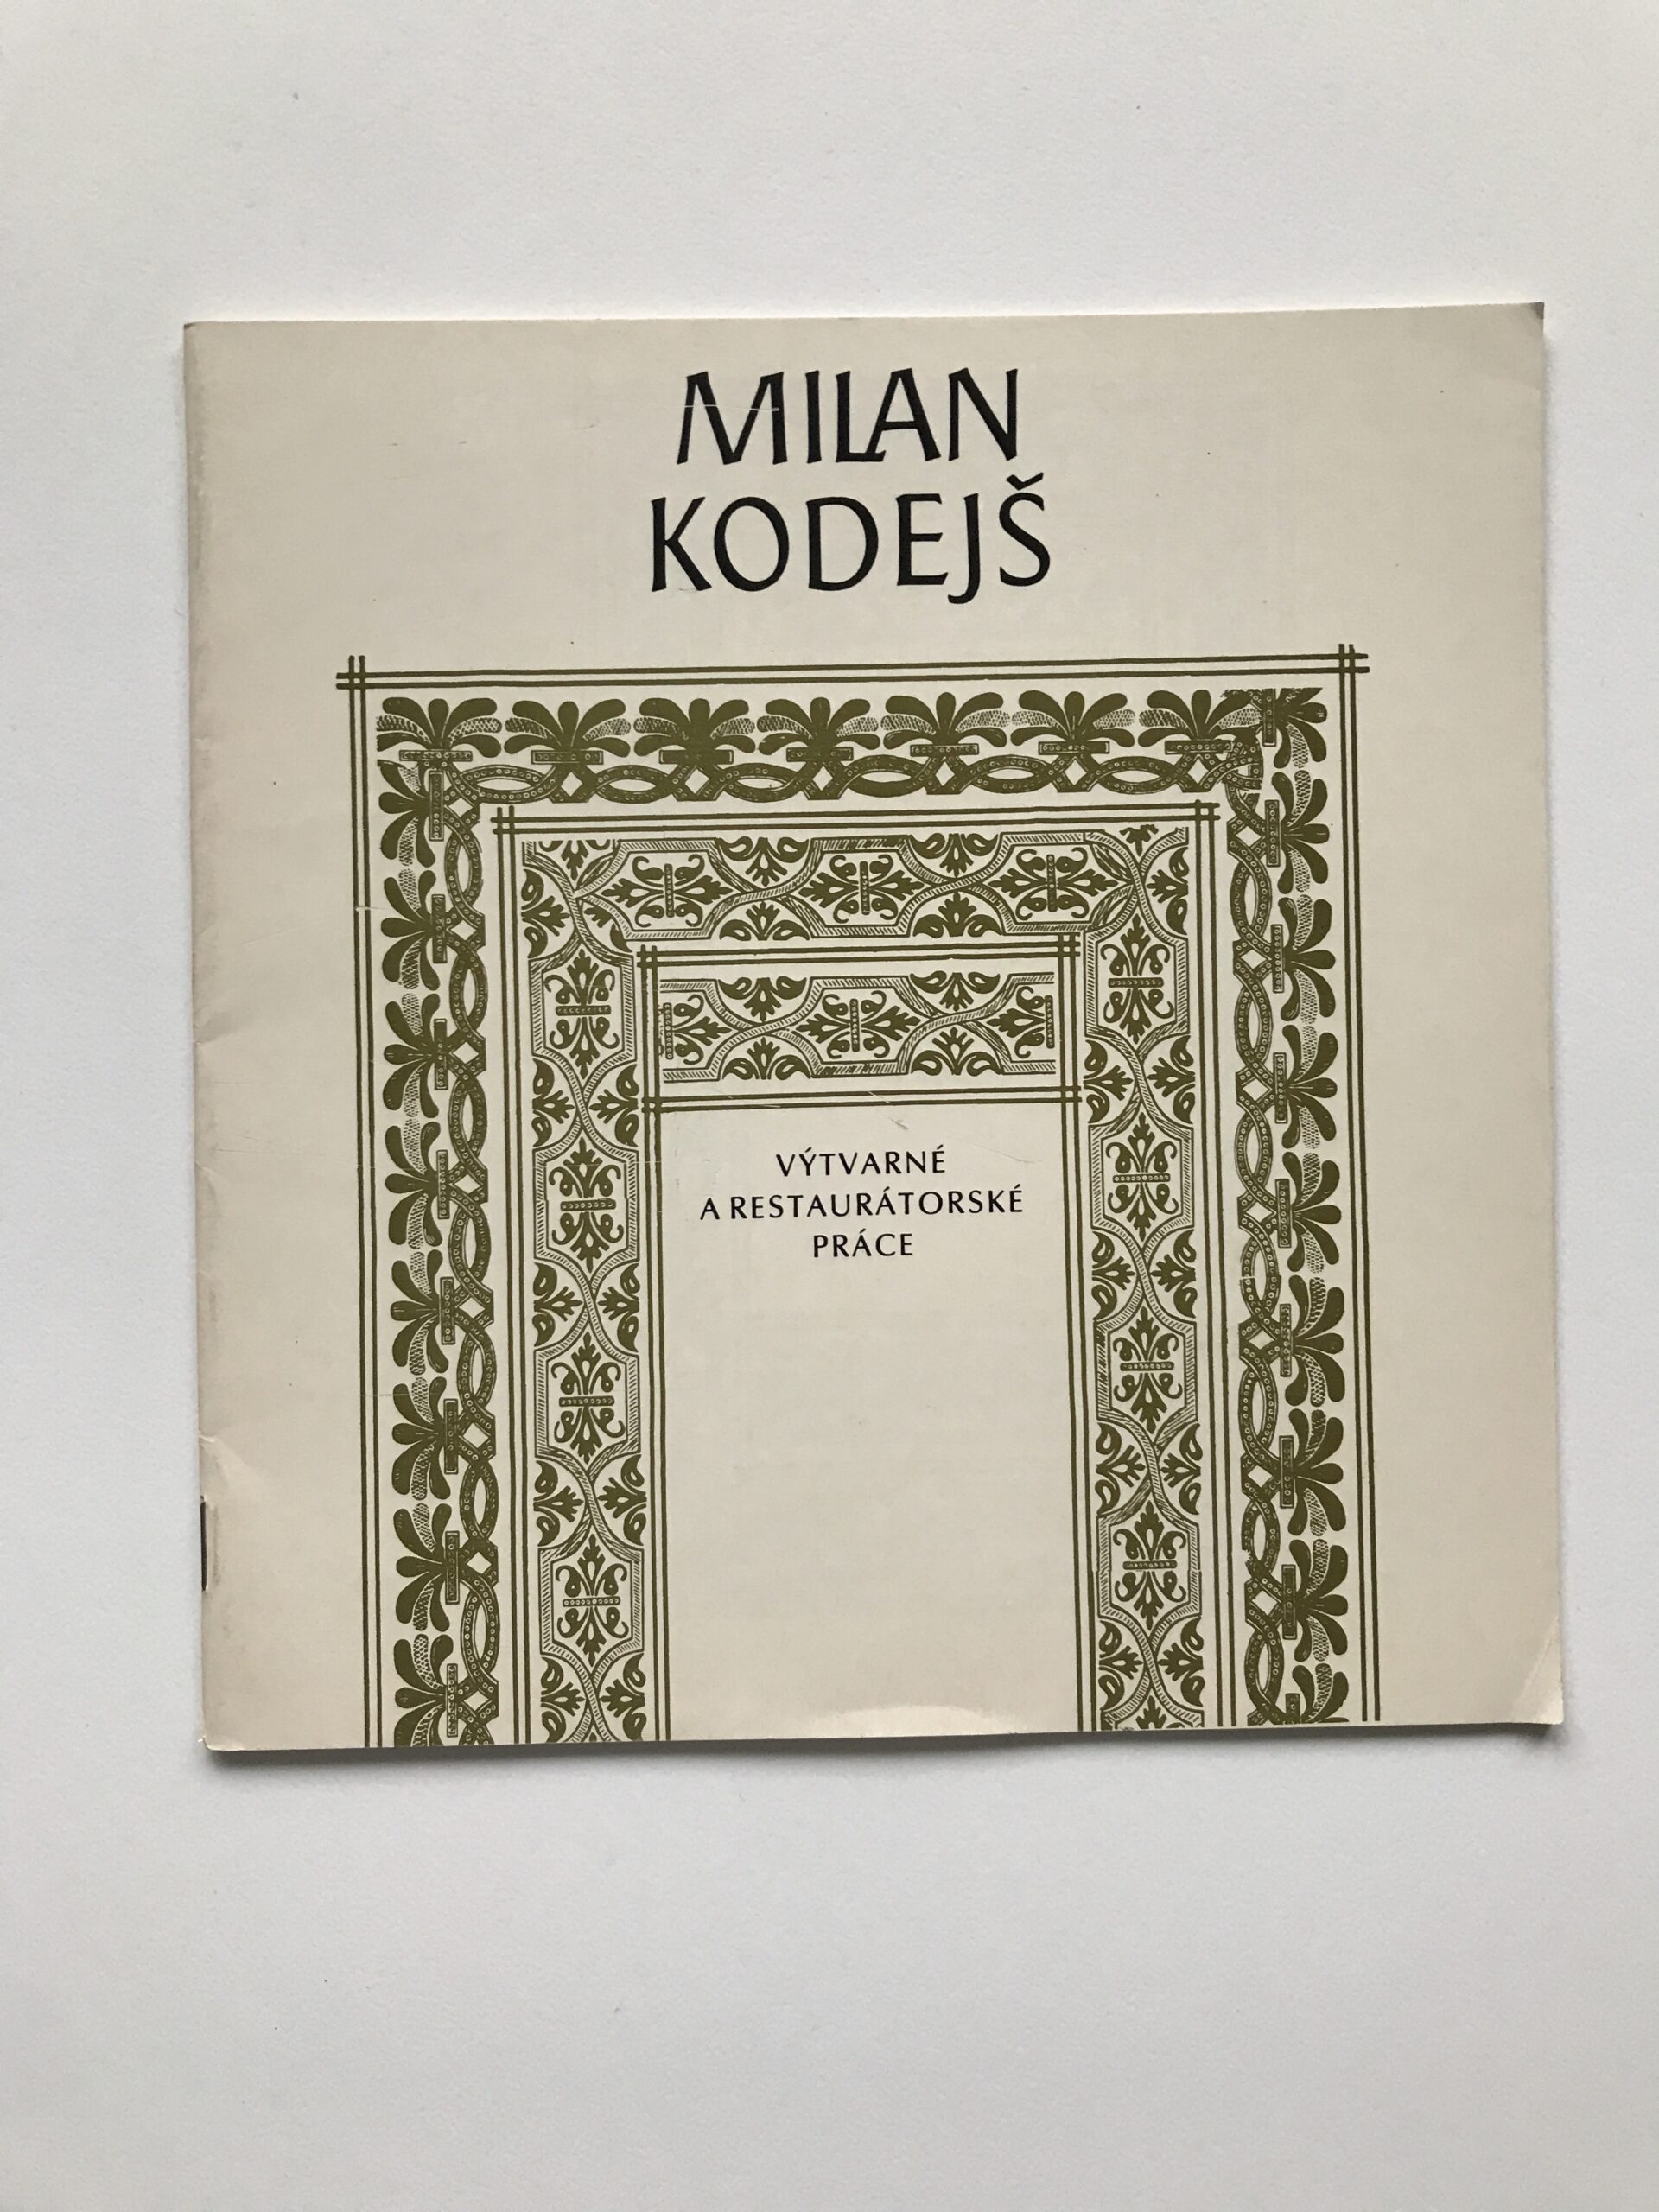 MILAN
KODEJŠ
VÝTVARNÉ
A RESTAURÁTORSKÉ
PRÁCE